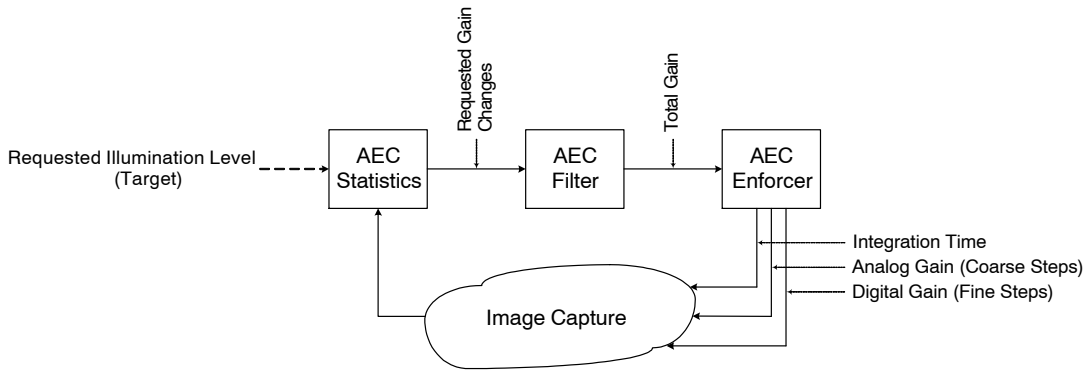 Requested Gain
Changes
Total Gain
Requested Illumination Level
(Target)
AEC
Statistics
AEC
Filter
AEC
Enforcer
Integration Time
Analog Gain (Coarse Steps)
Digital Gain (Fine Steps)
Image Capture